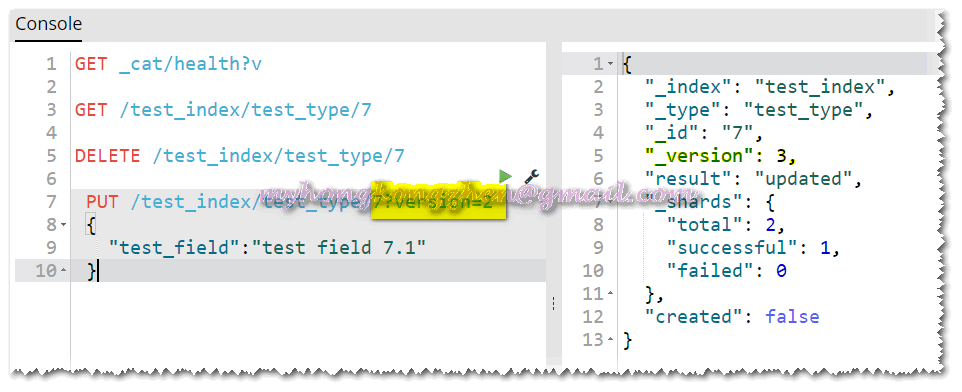 Console
1 GET _cat/health?v
2
3 GET /test_index/test_type/7
4
5 DELETE /test_index/test_type/7
6
7 PUT /test_index/test_type/7?version=2
8 {
9 "test_field":"test field 7.1"
10 }
1 {
2 "_index": "test_index",
3 "_type": "test_type",
4 "_id": "7",
5 "_version": 3,
6 "result": "updated",
7 "_shards": {
8 "total": 2,
9 "successful": 1,
10 "failed": 0
11 },
12 "created": false
13 }